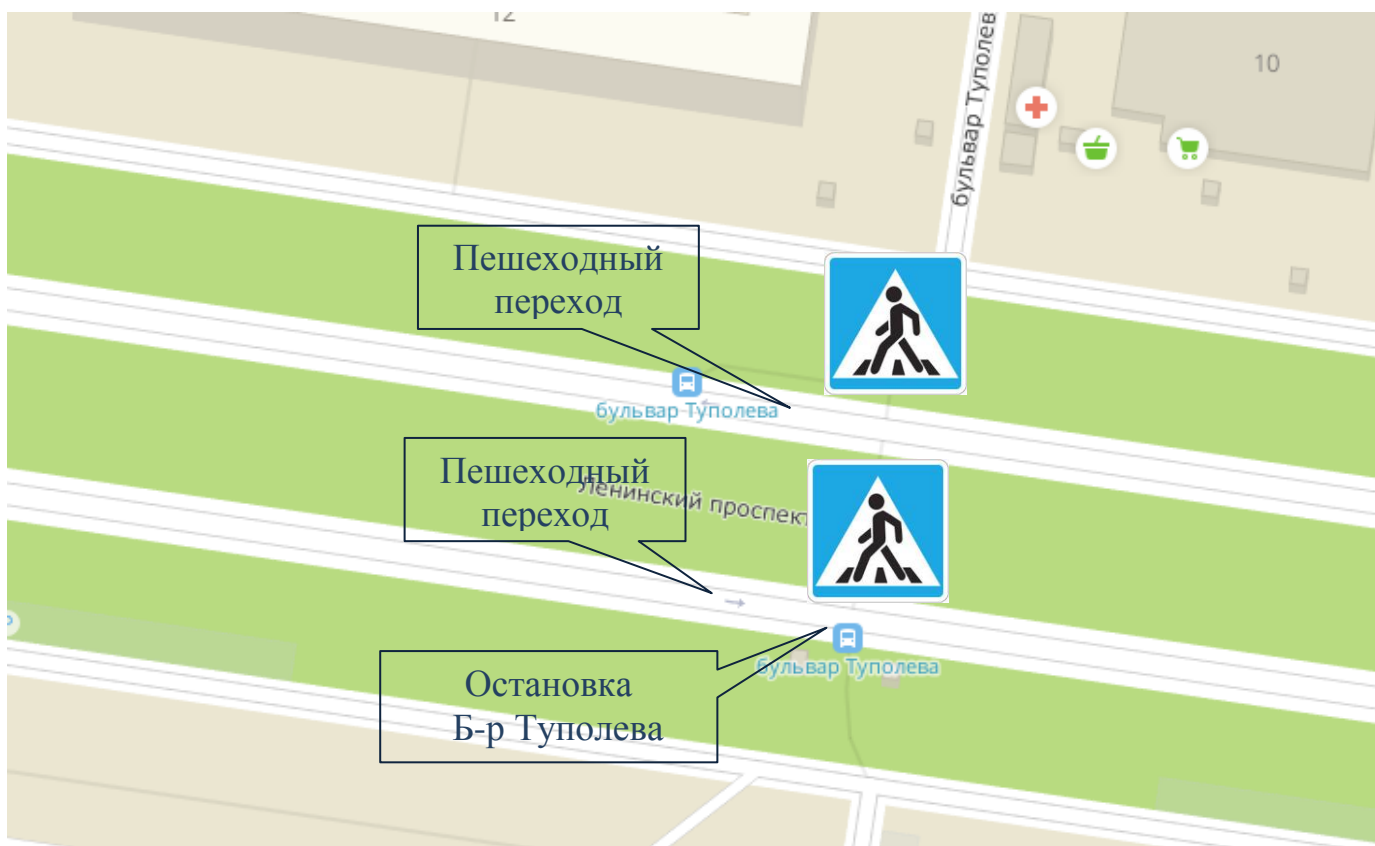 12
10
бульвар Туполев
Пешеходный
переход
бульвар Туполева
Пешеходный
переход
Ленинский проспект
Остановка
Б-р Туполева
бульвар Туполева